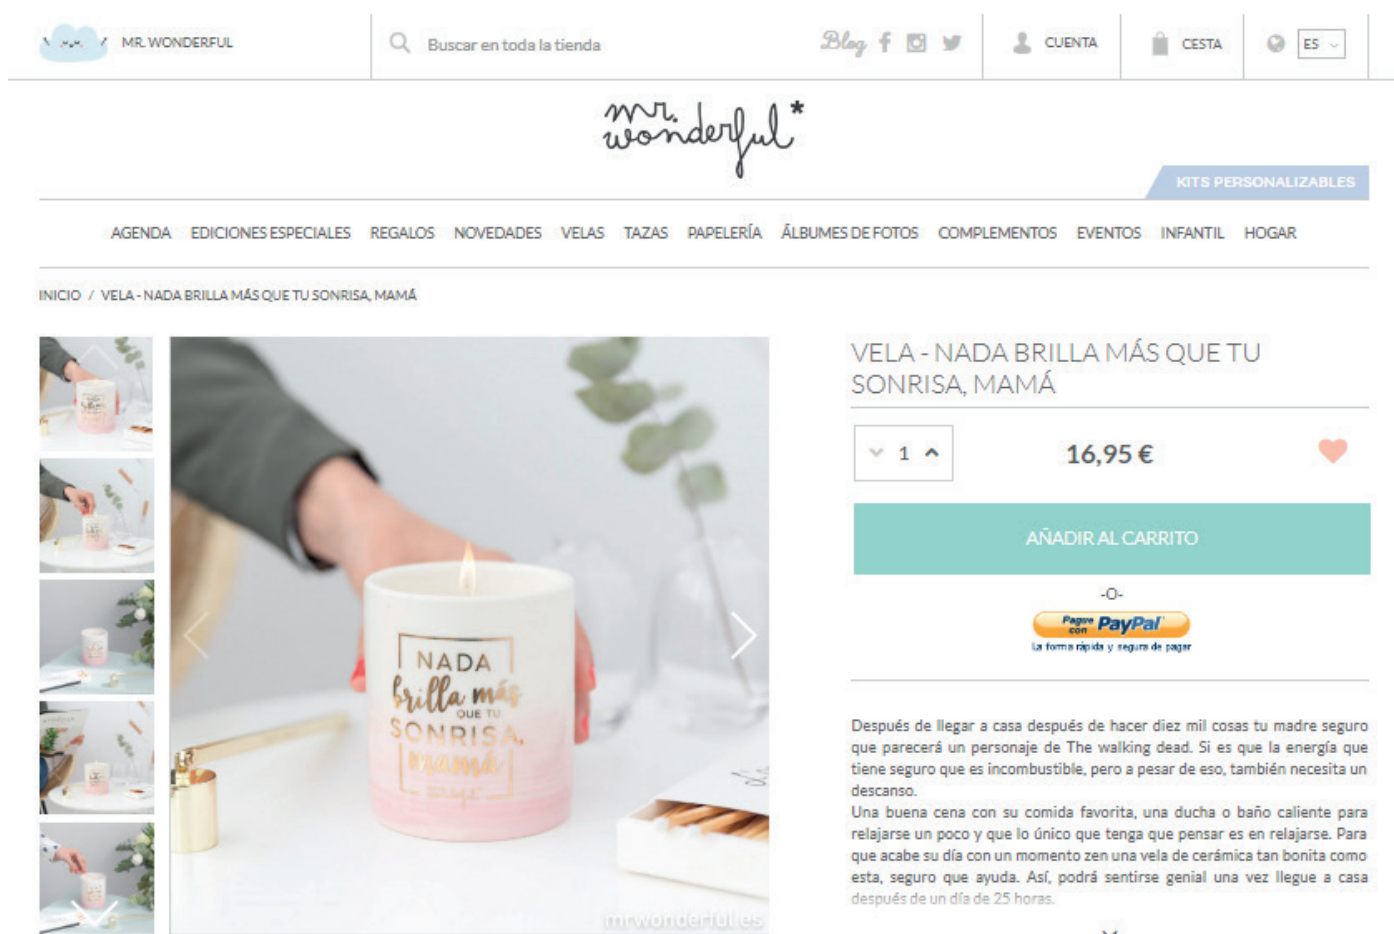 MR. WONDERFUL
Buscar en toda la tienda
Blog
CUENTA
CESTA
ES
mr.
wonderful*
KITS PERSONALIZABLES
AGENDA EDICIONES ESPECIALES REGALOS NOVEDADES VELAS TAZAS PAPELERÍA ÁLBUMES DE FOTOS COMPLEMENTOS EVENTOS INFANTIL HOGAR
INICIO / VELA - NADA BRILLA MÁS QUE TU SONRISA, MAMÁ
NADA
brilla más
QUE TU
SONRISA,
mamá
mrwonderful.es
VELA - NADA BRILLA MÁS QUE TU
SONRISA, MAMÁ
1
16,95 €
AÑADIR AL CARRITO
-O-
Pague con PayPal
La forma rápida y segura de pagar
Después de llegar a casa después de hacer diez mil cosas tu madre seguro
que parecerá un personaje de The walking dead. Si es que la energía que
tiene seguro que es incombustible, pero a pesar de eso, también necesita un
descanso.
Una buena cena con su comida favorita, una ducha o baño caliente para
relajarse un poco y que lo único que tenga que pensar es en relajarse. Para
que acabe su día con un momento zen una vela de cerámica tan bonita como
esta, seguro que ayuda. Así, podrá sentirse genial una vez llegue a casa
después de un día de 25 horas.